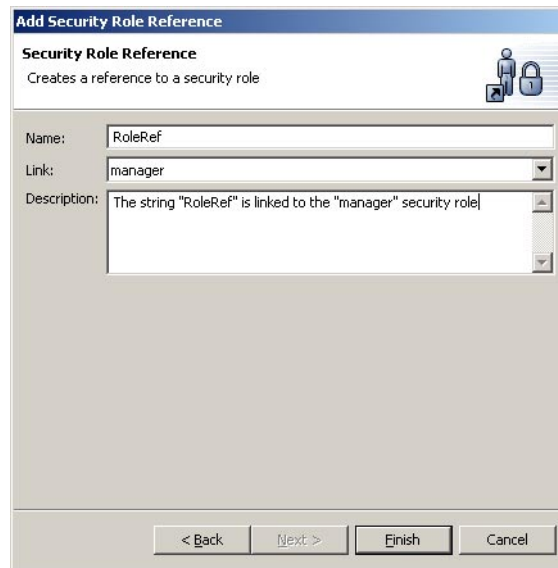 Add Security Role Reference
Security Role Reference
Creates a reference to a security role
Name: RoleRef
Link: manager
Description: The string "RoleRef" is linked to the "manager" security role
< Back Next > Finish Cancel